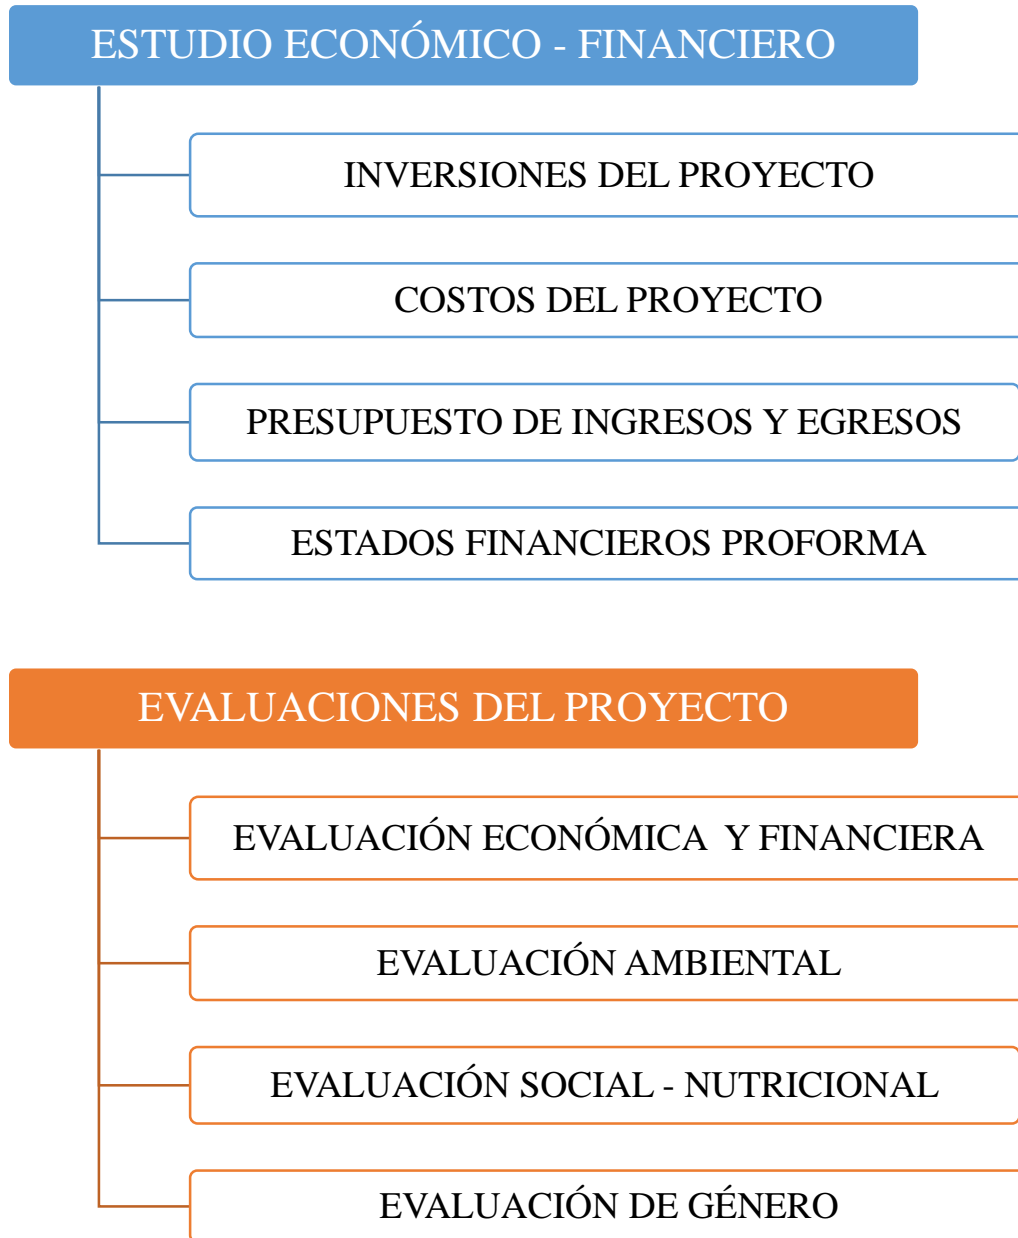 ESTUDIO ECONÓMICO - FINANCIERO
INVERSIONES DEL PROYECTO
COSTOS DEL PROYECTO
PRESUPUESTO DE INGRESOS Y EGRESOS
ESTADOS FINANCIEROS PROFORMA
EVALUACIONES DEL PROYECTO
EVALUACIÓN ECONÓMICA Y FINANCIERA
EVALUACIÓN AMBIENTAL
EVALUACIÓN SOCIAL - NUTRICIONAL
EVALUACIÓN DE GÉNERO